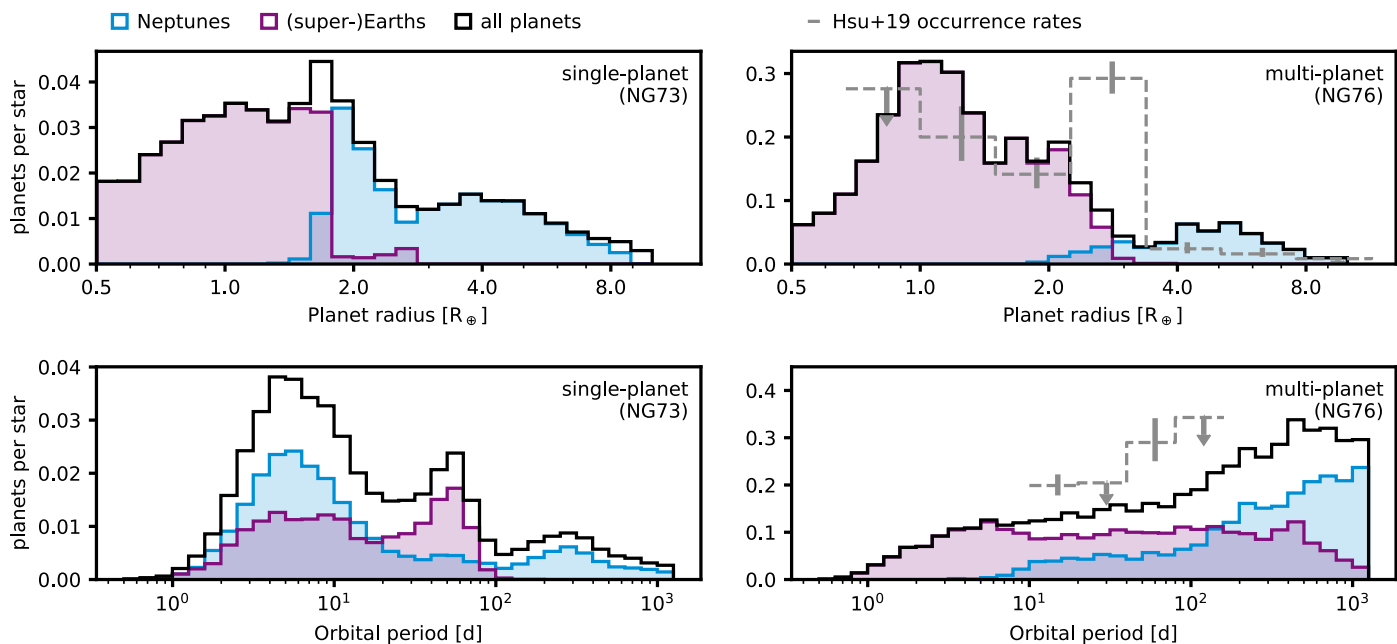 Neptunes (super-)Earths all planets Hsu+19 occurrence rates
single-planet
(NG73)
planets per star
0.04
0.03
0.02
0.01
0.00
0.5 1.0 2.0 4.0 8.0
Planet radius [R⊕]
multi-planet
(NG76)
0.3
0.2
0.1
0.0
0.5 1.0 2.0 4.0 8.0
Planet radius [R⊕]
single-planet
(NG73)
planets per star
0.04
0.03
0.02
0.01
0.00
10⁰ 10¹ 10² 10³
Orbital period [d]
multi-planet
(NG76)
0.4
0.3
0.2
0.1
0.0
10⁰ 10¹ 10² 10³
Orbital period [d]